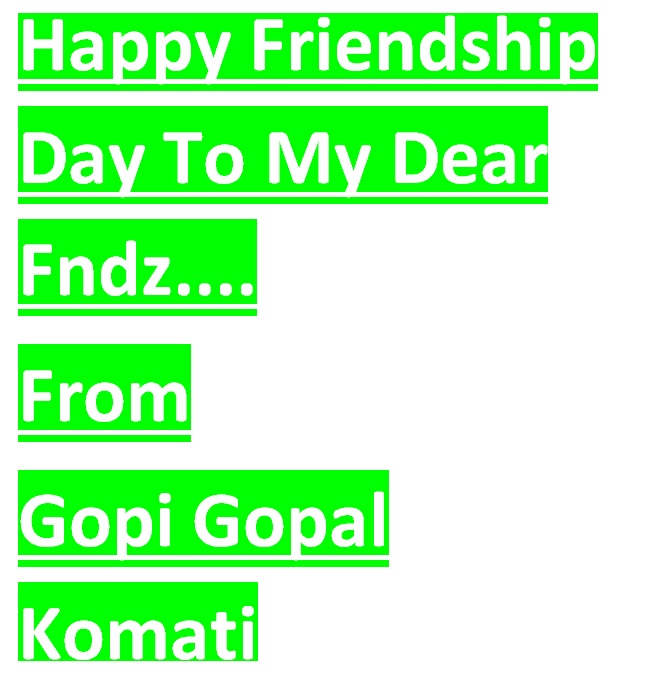 Happy Friendship
Day To My Dear
Fndz....
From
Gopi Gopal
Komati